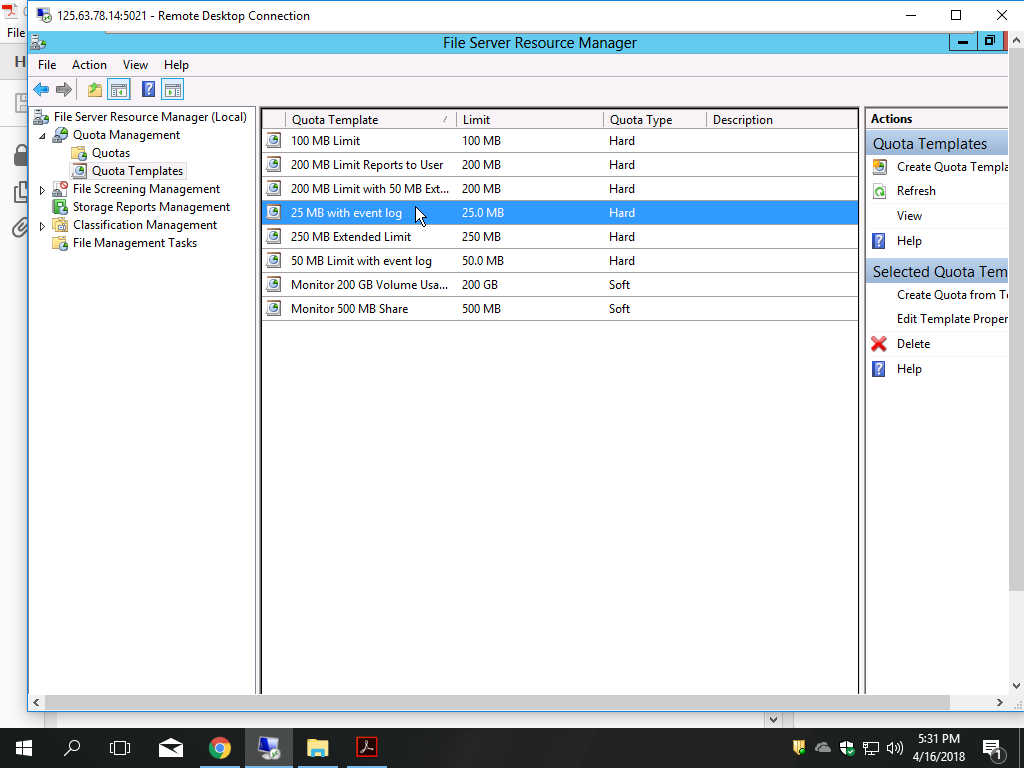 125.63.78.14:5021 - Remote Desktop Connection
File
File Server Resource Manager
File Action View Help
H
File Server Resource Manager (Local)
Quota Management
Quotas
Quota Templates
File Screening Management
Storage Reports Management
Classification Management
File Management Tasks
Quota Template Limit Quota Type Description
100 MB Limit 100 MB Hard
200 MB Limit Reports to User 200 MB Hard
200 MB Limit with 50 MB Ext... 200 MB Hard
25 MB with event log 25.0 MB Hard
250 MB Extended Limit 250 MB Hard
50 MB Limit with event log 50.0 MB Hard
Monitor 200 GB Volume Usa... 200 GB Soft
Monitor 500 MB Share 500 MB Soft
Actions
Quota Templates
Create Quota Templa
Refresh
View
Help
Selected Quota Tem
Create Quota from T
Edit Template Proper
Delete
Help
5:31 PM
4/16/2018
1